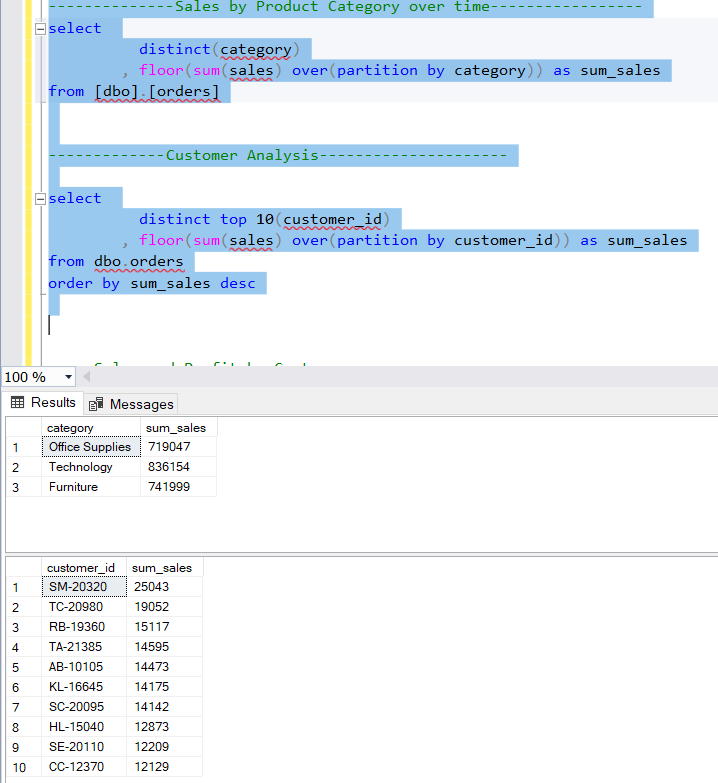 --------------Sales by Product Category over time-----------------
select
distinct(category)
, floor(sum(sales) over(partition by category)) as sum_sales
from [dbo].[orders]
-------------Customer Analysis---------------------
select
distinct top 10(customer_id)
, floor(sum(sales) over(partition by customer_id)) as sum_sales
from dbo.orders
order by sum_sales desc
100 %
Results Messages
category sum_sales
1 Office Supplies 719047
2 Technology 836154
3 Furniture 741999
customer_id sum_sales
1 SM-20320 25043
2 TC-20980 19052
3 RB-19360 15117
4 TA-21385 14595
5 AB-10105 14473
6 KL-16645 14175
7 SC-20095 14142
8 HL-15040 12873
9 SE-20110 12209
10 CC-12370 12129